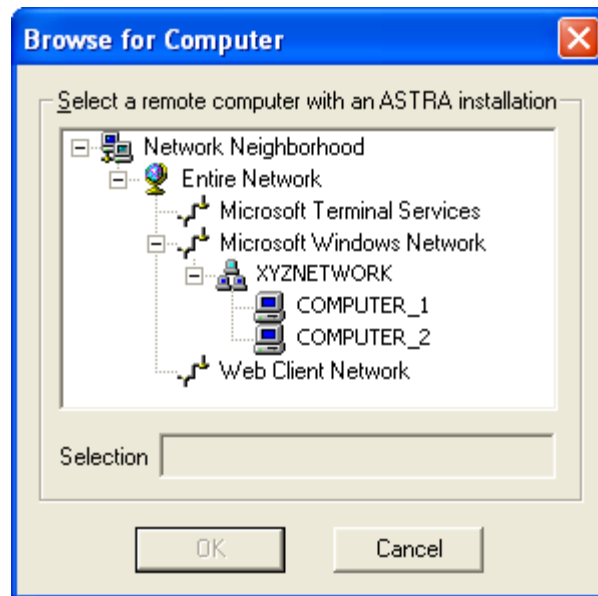 Browse for Computer
Select a remote computer with an ASTRA installation
Network Neighborhood
Entire Network
Microsoft Terminal Services
Microsoft Windows Network
XYZNETWORK
COMPUTER_1
COMPUTER_2
Web Client Network
Selection
OK Cancel